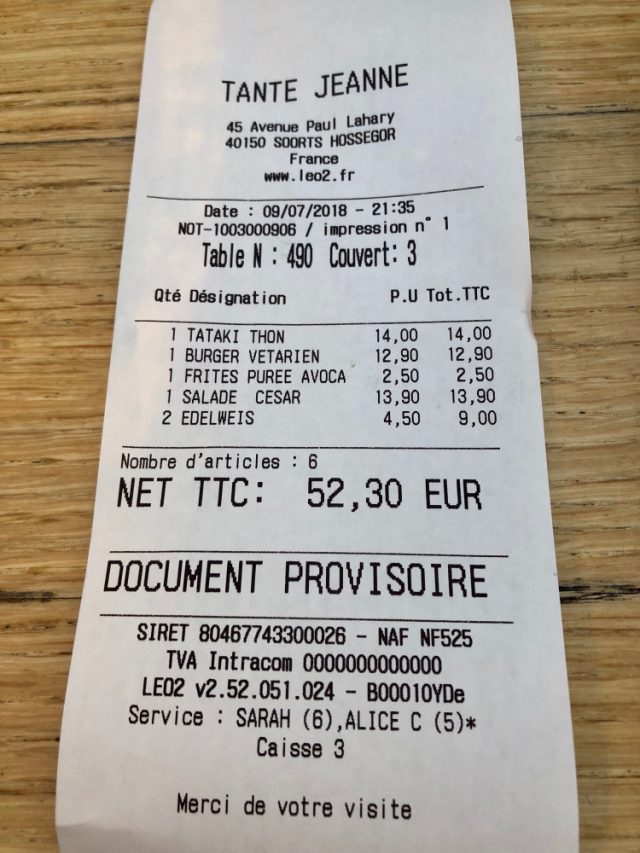 TANTE JEANNE
45 Avenue Paul Lahary
40150 SOORTS HOSSEGOR
France
www.leo2.fr
Date : 09/07/2018 - 21:35
NOT-1003000906 / impression n° 1
Table N : 490 Couvert: 3
Qté Désignation P.U Tot.TTC
1 TATAKI THON 14,00 14,00
1 BURGER VETARIEN 12,90 12,90
1 FRITES PUREE AVOCA 2,50 2,50
1 SALADE CESAR 13,90 13,90
2 EDELWEIS 4,50 9,00
Nombre d'articles : 6
NET TTC: 52,30 EUR
DOCUMENT PROVISOIRE
SIRET 80467743300026 - NAF NF525
TVA Intracom 0000000000000
LEO2 v2.52.051.024 - B00010YDe
Service : SARAH (6),ALICE C (5)*
Caisse 3
Merci de votre visite